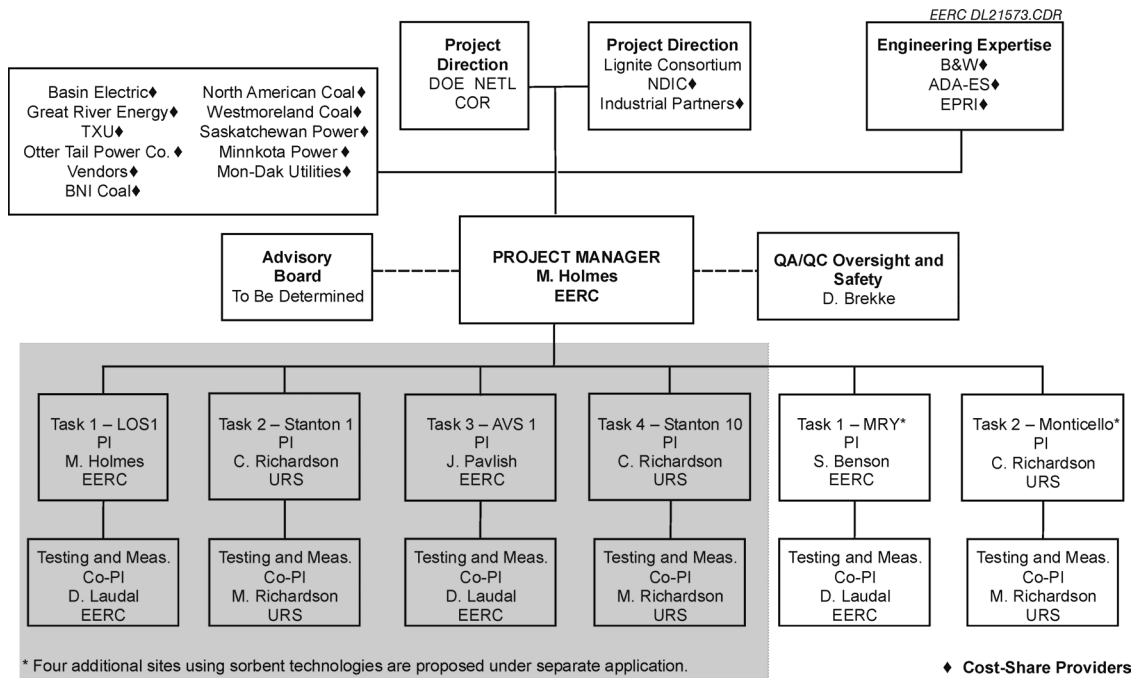 EERC DL21573.CDR
Project
Direction
DOE NETL
COR
Project Direction
Lignite Consortium
NDIC♦
Industrial Partners♦
Engineering Expertise
B&W♦
ADA-ES♦
EPRI♦
Basin Electric♦
Great River Energy♦
TXU♦
Otter Tail Power Co. ♦
Vendors♦
BNI Coal♦
North American Coal♦
Westmoreland Coal♦
Saskatchewan Power♦
Minnkota Power♦
Mon-Dak Utilities♦
Advisory
Board
To Be Determined
PROJECT MANAGER
M. Holmes
EERC
QA/QC Oversight and
Safety
D. Brekke
Task 1 – LOS1
PI
M. Holmes
EERC
Task 2 – Stanton 1
PI
C. Richardson
URS
Task 3 – AVS 1
PI
J. Pavlish
EERC
Task 4 – Stanton 10
PI
C. Richardson
URS
Task 1 – MRY*
PI
S. Benson
EERC
Task 2 – Monticello*
PI
C. Richardson
URS
Testing and Meas.
Co-PI
D. Laudal
EERC
Testing and Meas.
Co-PI
M. Richardson
URS
Testing and Meas.
Co-PI
D. Laudal
EERC
Testing and Meas.
Co-PI
M. Richardson
URS
Testing and Meas.
Co-PI
D. Laudal
EERC
Testing and Meas.
Co-PI
M. Richardson
URS
* Four additional sites using sorbent technologies are proposed under separate application.
♦ Cost-Share Providers